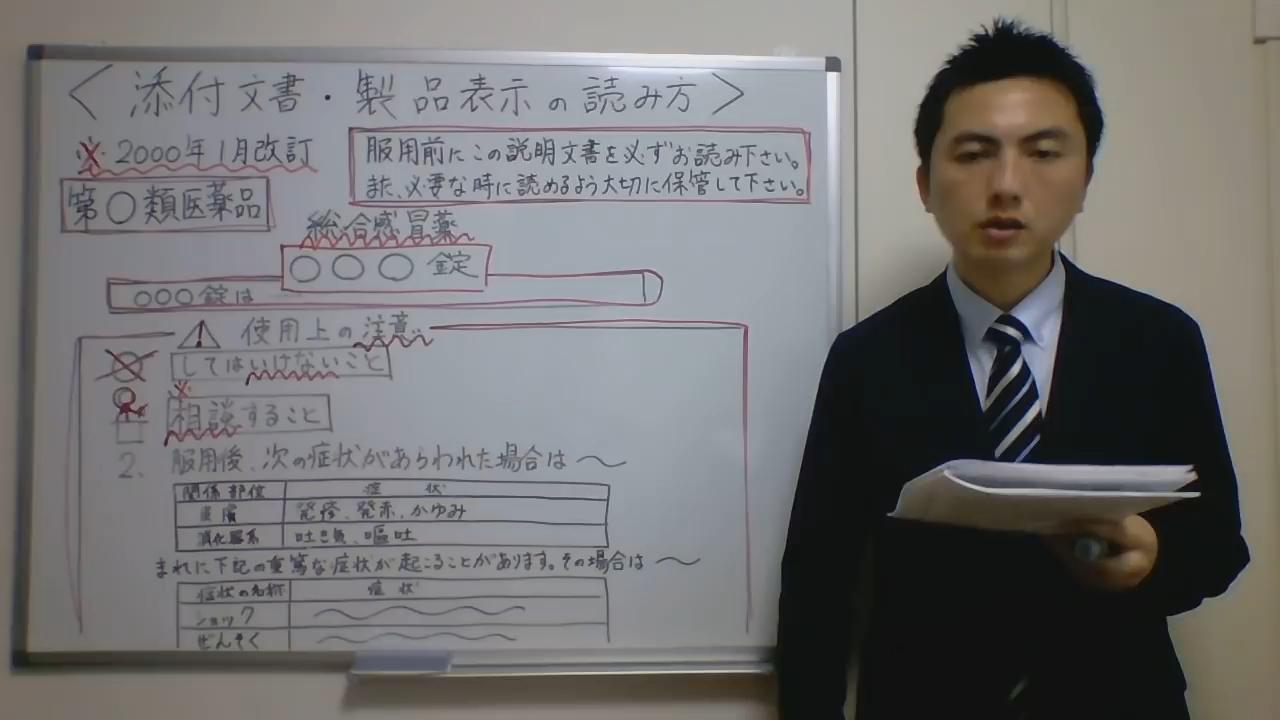 <添付文書・製品表示の読み方>
※2000年1月改訂
服用前にこの説明文書を必ずお読み下さい。
また、必要な時に読めるよう大切に保管して下さい。
第〇類医薬品
総合感冒薬
〇〇〇錠
〇〇〇錠は
使用上の注意
してはいけないこと
※
相談すること
2. 服用後、次の症状があらわれた場合は〜
関係部位 症状
皮膚 発疹、発赤、かゆみ
消化器系 吐き気、嘔吐
まれに下記の重篤な症状が起こることがあります。その場合は〜
症状の名称 症状
ショック
ぜんそく